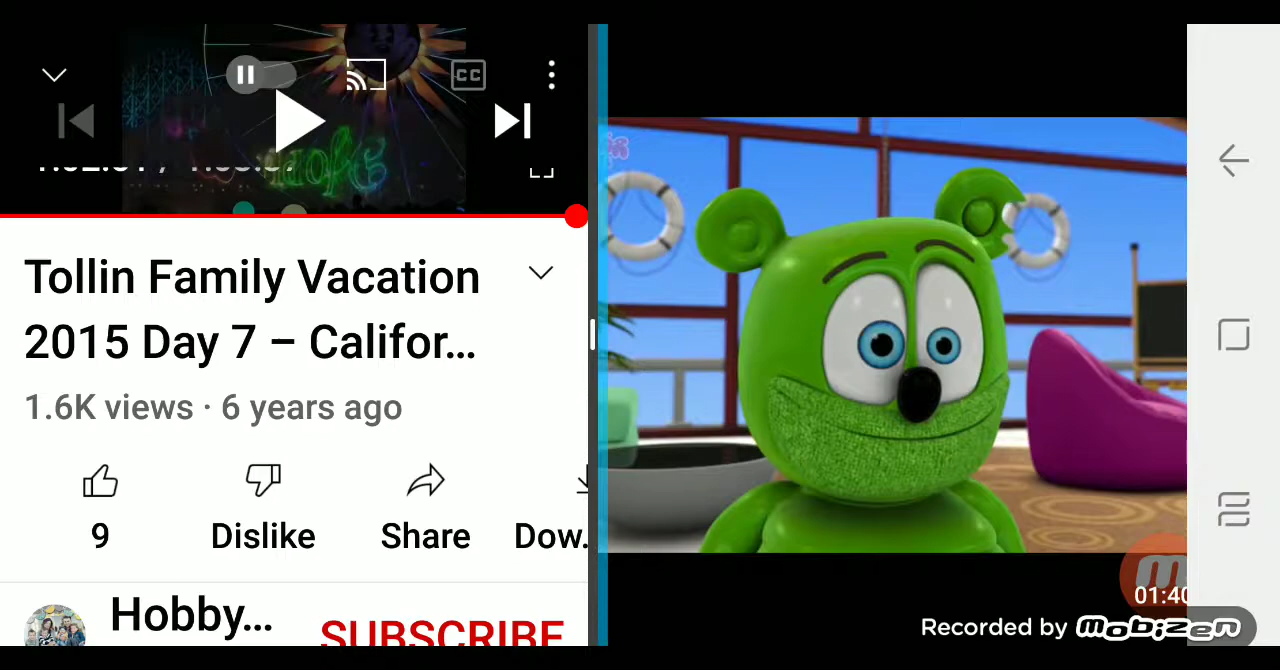 CC
Tollin Family Vacation
2015 Day 7 – Califor...
1.6K views · 6 years ago
9 Dislike Share Dow...
Hobby...
SUBSCRIBE
01:40
Recorded by mobizen